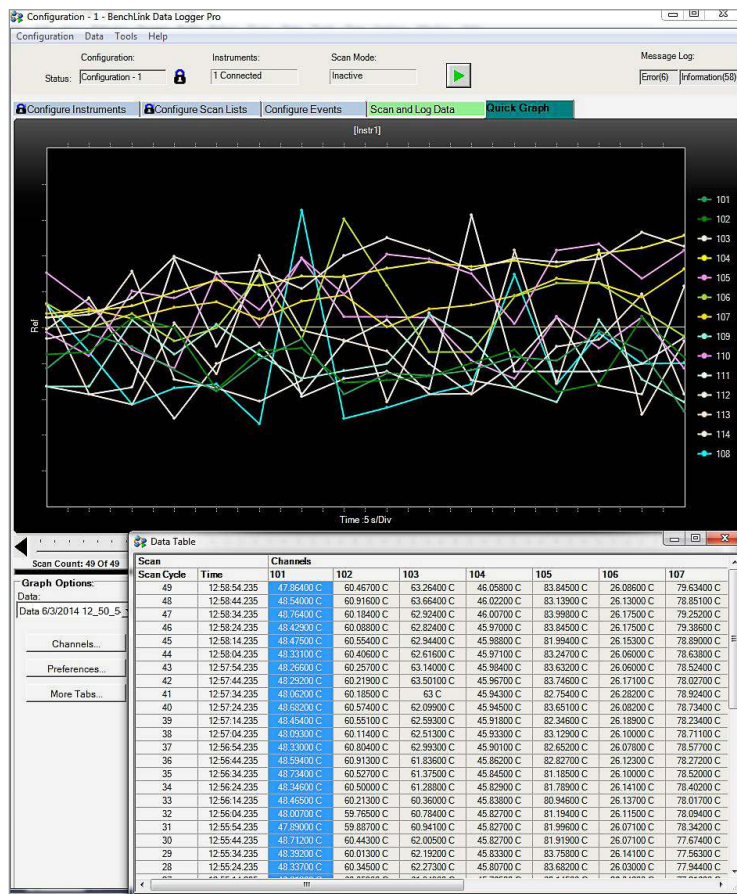 Configuration - 1 - BenchLink Data Logger Pro
Configuration Data Tools Help
Configuration: Instruments: Scan Mode: Message Log:
Status: Configuration - 1 1 Connected Inactive Error(6) Information(58)
Configure Instruments Configure Scan Lists Configure Events Scan and Log Data Quick Graph
[Instr1]
Ref
101
102
103
104
105
106
107
109
110
111
112
113
114
108
Time :5 s/Div
Scan Count: 49 Of 49
Graph Options:
Data:
Data 6/3/2014 12_50_5
Channels...
Preferences...
More Tabs...
Data Table
Scan Channels
Scan Cycle Time 101 102 103 104 105 106 107
49 12:58:54.235 47.86400 C 60.46700 C 63.26400 C 46.05800 C 83.84500 C 26.08600 C 79.63400 C
48 12:58:44.235 48.54000 C 60.91600 C 63.66400 C 46.02200 C 83.13900 C 26.13000 C 78.85100 C
47 12:58:34.235 48.76400 C 60.18400 C 62.92400 C 46.00700 C 83.99800 C 26.17500 C 79.25200 C
46 12:58:24.235 48.42900 C 60.08800 C 62.82400 C 45.97000 C 83.84500 C 26.17500 C 79.38600 C
45 12:58:14.235 48.47500 C 60.55400 C 62.94400 C 45.98800 C 81.99400 C 26.15300 C 78.89000 C
44 12:58:04.235 48.33100 C 60.40600 C 62.61600 C 45.97100 C 83.24700 C 26.06000 C 78.63800 C
43 12:57:54.235 48.26600 C 60.25700 C 63.14000 C 45.98400 C 83.63200 C 26.06000 C 78.52400 C
42 12:57:44.235 48.29200 C 60.21900 C 63.50100 C 45.96700 C 83.74600 C 26.17100 C 78.02700 C
41 12:57:34.235 48.06200 C 60.18500 C 63 C 45.94300 C 82.75400 C 26.28200 C 78.92400 C
40 12:57:24.235 48.68200 C 60.57400 C 62.09900 C 45.94500 C 83.65100 C 26.08200 C 78.73400 C
39 12:57:14.235 48.45400 C 60.55100 C 62.59300 C 45.91800 C 82.34600 C 26.18900 C 78.23400 C
38 12:57:04.235 48.09300 C 60.11400 C 62.51300 C 45.93300 C 83.12900 C 26.10000 C 78.71100 C
37 12:56:54.235 48.33000 C 60.80400 C 62.99300 C 45.90100 C 82.65200 C 26.07800 C 78.57700 C
36 12:56:44.235 48.59400 C 60.91300 C 61.83600 C 45.86200 C 82.82700 C 26.12300 C 78.27200 C
35 12:56:34.235 48.73400 C 60.52700 C 61.37500 C 45.84500 C 81.18500 C 26.10000 C 78.52000 C
34 12:56:24.235 48.34600 C 60.50000 C 61.28800 C 45.82900 C 81.78900 C 26.14100 C 78.40200 C
33 12:56:14.235 48.46500 C 60.21300 C 60.36000 C 45.83800 C 80.94600 C 26.13700 C 78.01700 C
32 12:56:04.235 48.00700 C 59.76500 C 60.78400 C 45.82700 C 81.19400 C 26.11500 C 78.09400 C
31 12:55:54.235 47.89000 C 59.88700 C 60.94100 C 45.82700 C 81.99600 C 26.07100 C 78.34200 C
30 12:55:44.235 48.71200 C 60.44300 C 62.00500 C 45.82700 C 81.91900 C 26.07100 C 77.67400 C
29 12:55:34.235 48.39200 C 60.01300 C 62.19200 C 45.83300 C 83.75800 C 26.14100 C 77.56300 C
28 12:55:24.235 48.33700 C 60.34500 C 62.27300 C 45.80700 C 83.68200 C 26.03000 C 77.94400 C